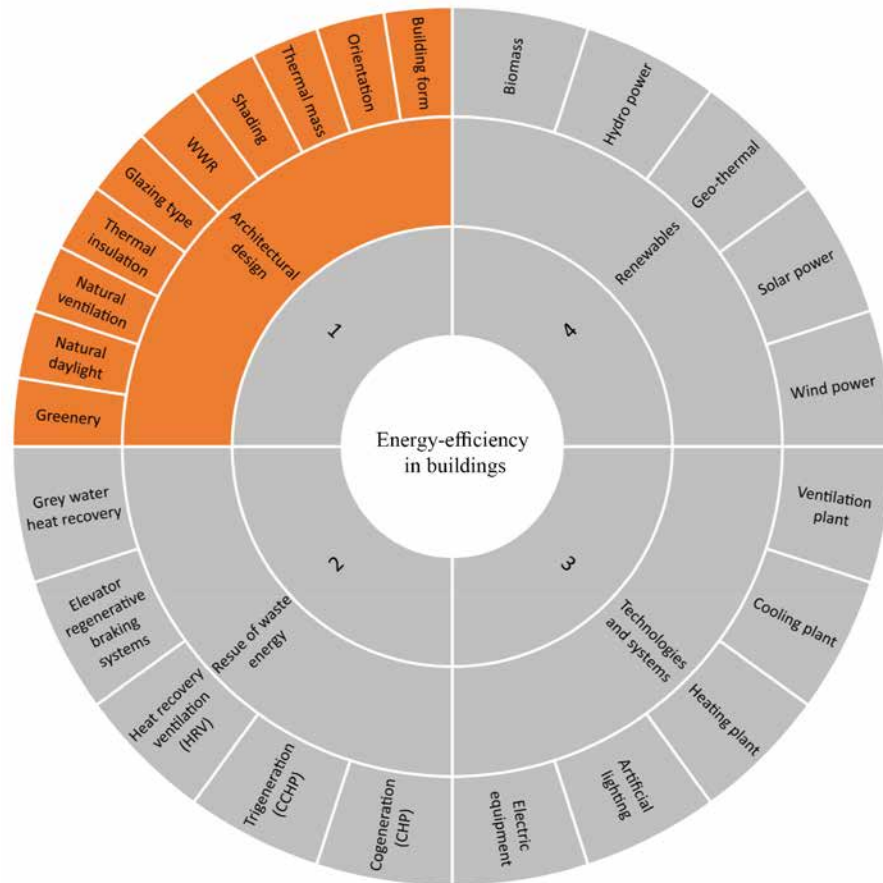 Energy-efficiency
in buildings
1
Architectural
design
Building form
Orientation
Thermal mass
Shading
WWR
Glazing type
Thermal
insulation
Natural
ventilation
Natural
daylight
Greenery
2
Resue of waste
energy
Grey water
heat recovery
Elevator
regenerative
braking
systems
Heat recovery
ventilation
(HRV)
Trigeneration
(CCHP)
Cogeneration
(CHP)
3
Technologies
and systems
Electric
equipment
Artificial
lighting
Heating plant
Cooling plant
Ventilation
plant
4
Renewables
Wind power
Solar power
Geo-thermal
Hydro power
Biomass